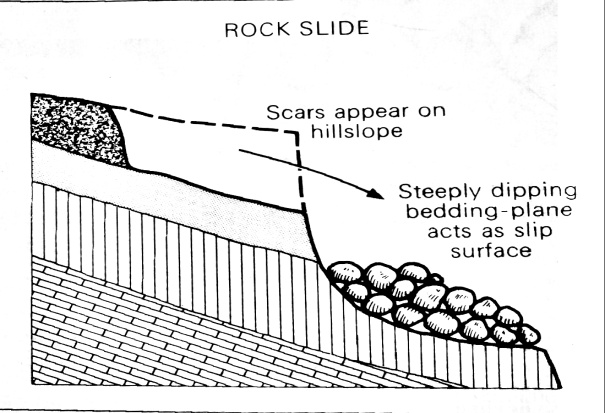 ROCK SLIDE
Scars appear on
hillslope
Steeply dipping
bedding-plane
acts as slip
surface